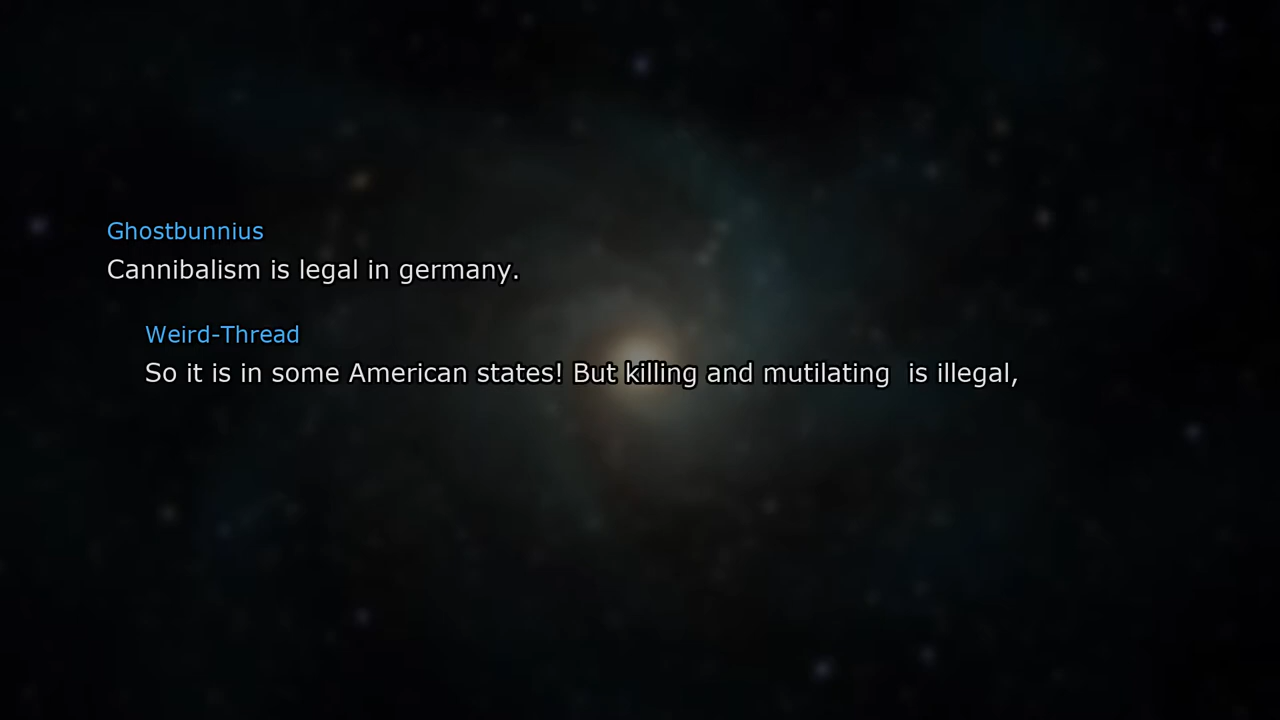 Ghostbunnius
Cannibalism is legal in germany.
Weird-Thread
So it is in some American states! But killing and mutilating  is illegal,